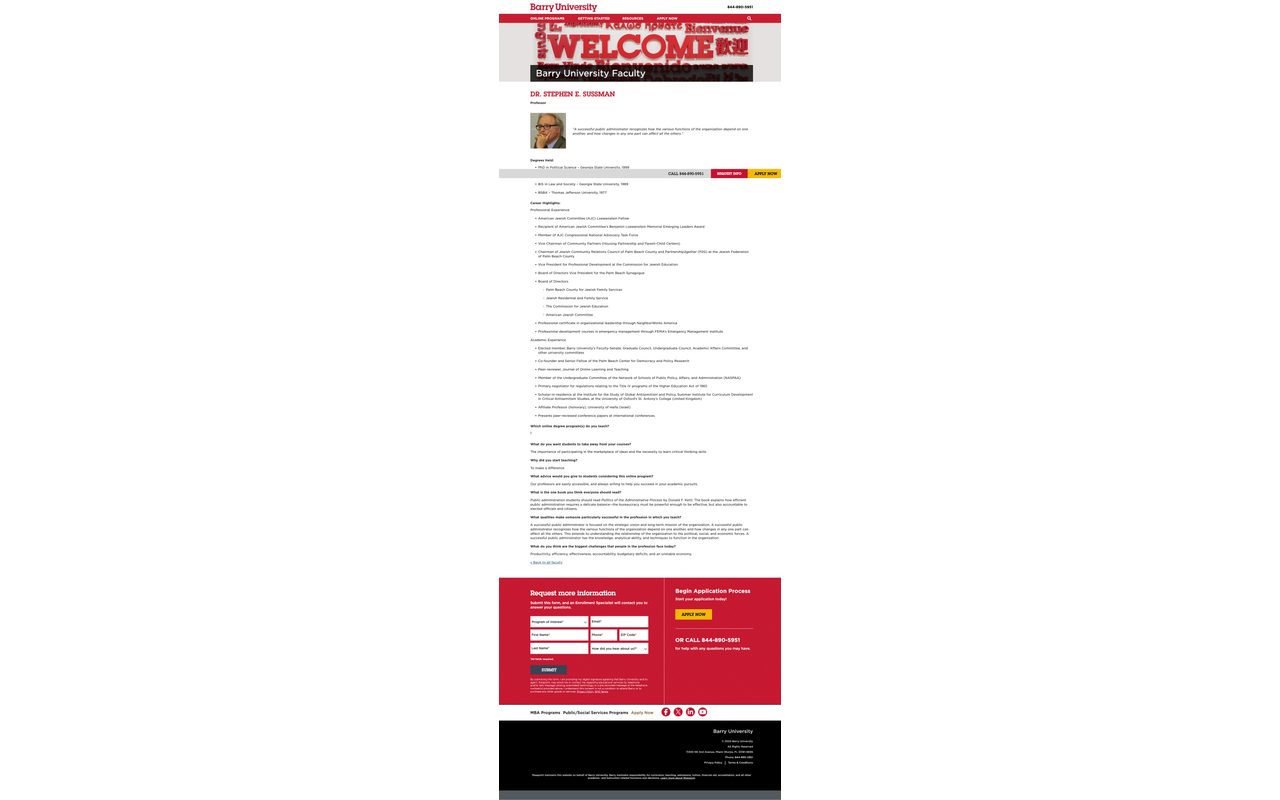 Barry University
844-890-5951
ONLINE PROGRAMS GETTING STARTED RESOURCES APPLY NOW
Bienvenue
WELCOME
Bienvenido
Barry University Faculty
DR. STEPHEN E. SUSSMAN
Professor
"A successful public administrator recognizes how the various functions of the organization depend on one
another, and how changes in any one part can affect all the others."
Degrees Held:
• PhD in Political Science – Georgia State University, 1998
CALL 844-890-5951 REQUEST INFO APPLY NOW
• BIS in Law and Society – Georgia State University, 1989
• BSBA – Thomas Jefferson University, 1977
Career Highlights:
Professional Experience
• American Jewish Committee (AJC) Loewenstein Fellow
• Recipient of American Jewish Committee's Benjamin Loewenstein Memorial Emerging Leaders Award
• Member of AJC Congressional National Advocacy Task Force
• Vice Chairman of Community Partners (Housing Partnership and Parent-Child Centers)
• Chairman of Jewish Community Relations Council of Palm Beach County and Partnership2gether (P2G) at the Jewish Federation
of Palm Beach County
• Vice President for Professional Development at the Commission for Jewish Education
• Board of Directors Vice President for the Palm Beach Synagogue
• Board of Directors
– Palm Beach County for Jewish Family Services
– Jewish Residential and Family Service
– The Commission for Jewish Education
– American Jewish Committee
• Professional certificate in organizational leadership through NeighborWorks America
• Professional development courses in emergency management through FEMA's Emergency Management Institute
Academic Experience
• Elected member, Barry University's Faculty Senate, Graduate Council, Undergraduate Council, Academic Affairs Committee, and
other university committees
• Co-founder and Senior Fellow of the Palm Beach Center for Democracy and Policy Research
• Peer-reviewer, Journal of Online Learning and Teaching
• Member of the Undergraduate Committee of the Network of Schools of Public Policy, Affairs, and Administration (NASPAA)
• Primary negotiator for regulations relating to the Title IV programs of the Higher Education Act of 1965
• Scholar-in-residence at the Institute for the Study of Global Antisemitism and Policy, Summer Institute for Curriculum Development
in Critical Antisemitism Studies, at the University of Oxford's St. Antony's College (United Kingdom)
• Affiliate Professor (honorary), University of Haifa (Israel)
• Presents peer-reviewed conference papers at international conferences
Which online degree program(s) do you teach?
What do you want students to take away from your courses?
The importance of participating in the marketplace of ideas and the necessity to learn critical thinking skills
Why did you start teaching?
To make a difference
What advice would you give to students considering this online program?
Our professors are easily accessible, and always willing to help you succeed in your academic pursuits.
What is the one book you think everyone should read?
Public administration students should read Politics of the Administrative Process by Donald F. Kettl. The book explains how efficient
public administration requires a delicate balance—the bureaucracy must be powerful enough to be effective, but also accountable to
elected officials and citizens.
What qualities make someone particularly successful in the profession in which you teach?
A successful public administrator is focused on the strategic vision and long-term mission of the organization. A successful public
administrator recognizes how the various functions of the organization depend on one another, and how changes in any one part can
affect all the others. This extends to understanding the relationship of the organization to the political, social, and economic forces. A
successful public administrator has the knowledge, analytical ability, and techniques to function in the organization.
What do you think are the biggest challenges that people in the profession face today?
Productivity, efficiency, effectiveness, accountability, budgetary deficits, and an unstable economy.
< Back to all faculty
Request more information
Submit this form, and an Enrollment Specialist will contact you to
answer your questions.
Program of Interest* Email*
First Name* Phone* ZIP Code*
Last Name* How did you hear about us?*
*All fields required.
SUBMIT
Begin Application Process
Start your application today!
APPLY NOW
OR CALL 844-890-5951
for help with any questions you may have.
MBA Programs Public/Social Services Programs Apply Now
Barry University
All Rights Reserved
Privacy Policy | Terms & Conditions